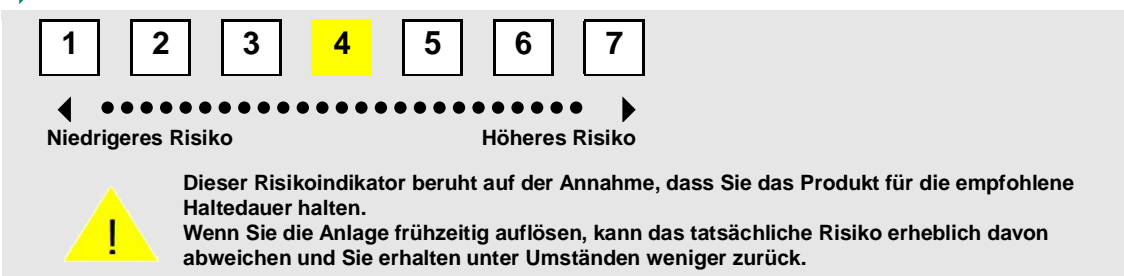 1 2 3 4 5 6 7
Niedrigeres Risiko Höheres Risiko
Dieser Risikoindikator beruht auf der Annahme, dass Sie das Produkt für die empfohlene
Haltedauer halten.
! Wenn Sie die Anlage frühzeitig auflösen, kann das tatsächliche Risiko erheblich davon
abweichen und Sie erhalten unter Umständen weniger zurück.